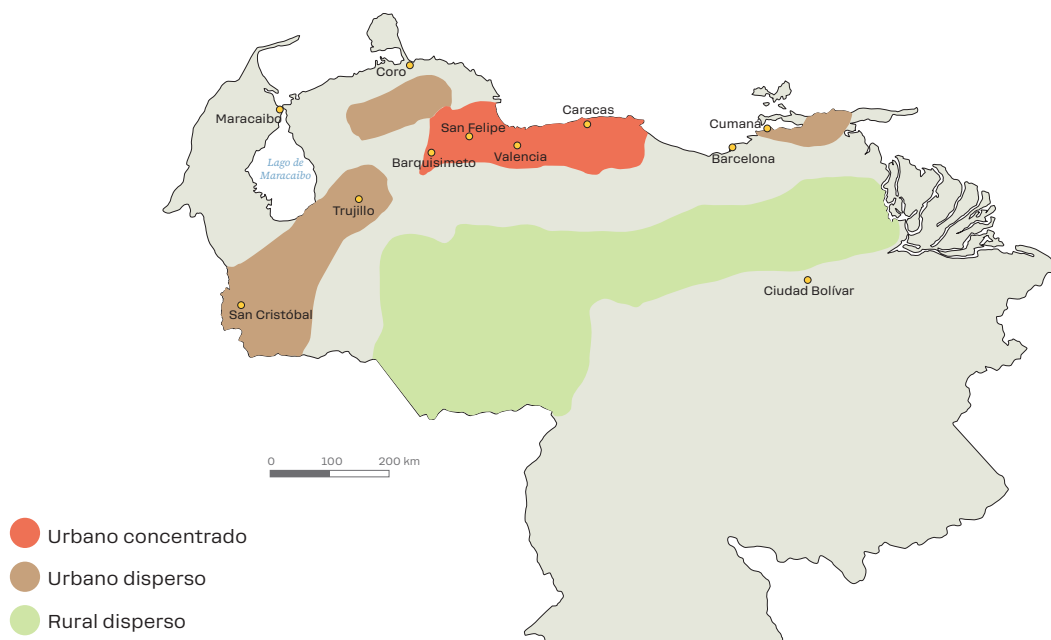 Coro
Maracaibo
Caracas
San Felipe
Cumaná
Valencia
Barquisimeto
Barcelona
Lago de
Maracaibo
Trujillo
Ciudad Bolívar
San Cristóbal
0 100 200 km
Urbano concentrado
Urbano disperso
Rural disperso